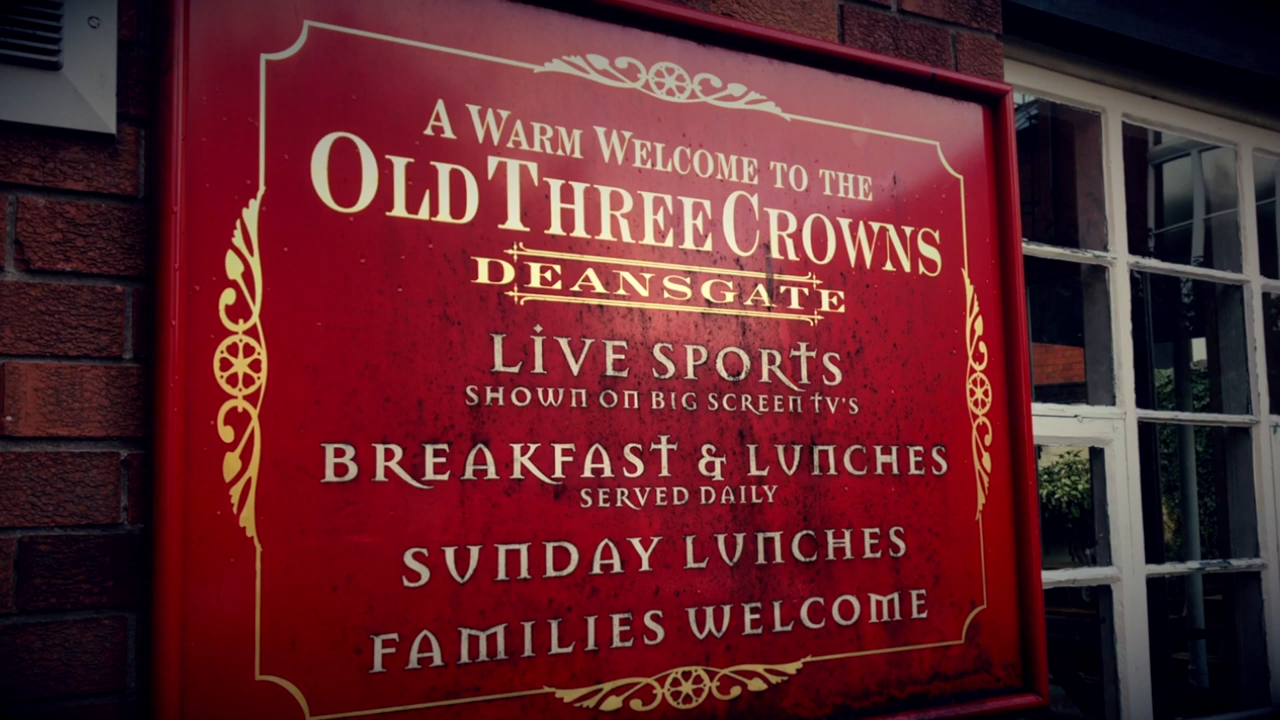 A WARM WELCOME TO THE
OLD THREE CROWNS
DEANSGATE
LIVE SPORTS
SHOWN ON BIG SCREEN TV'S
BREAKFAST & LUNCHES
SERVED DAILY
SUNDAY LUNCHES
FAMILIES WELCOME